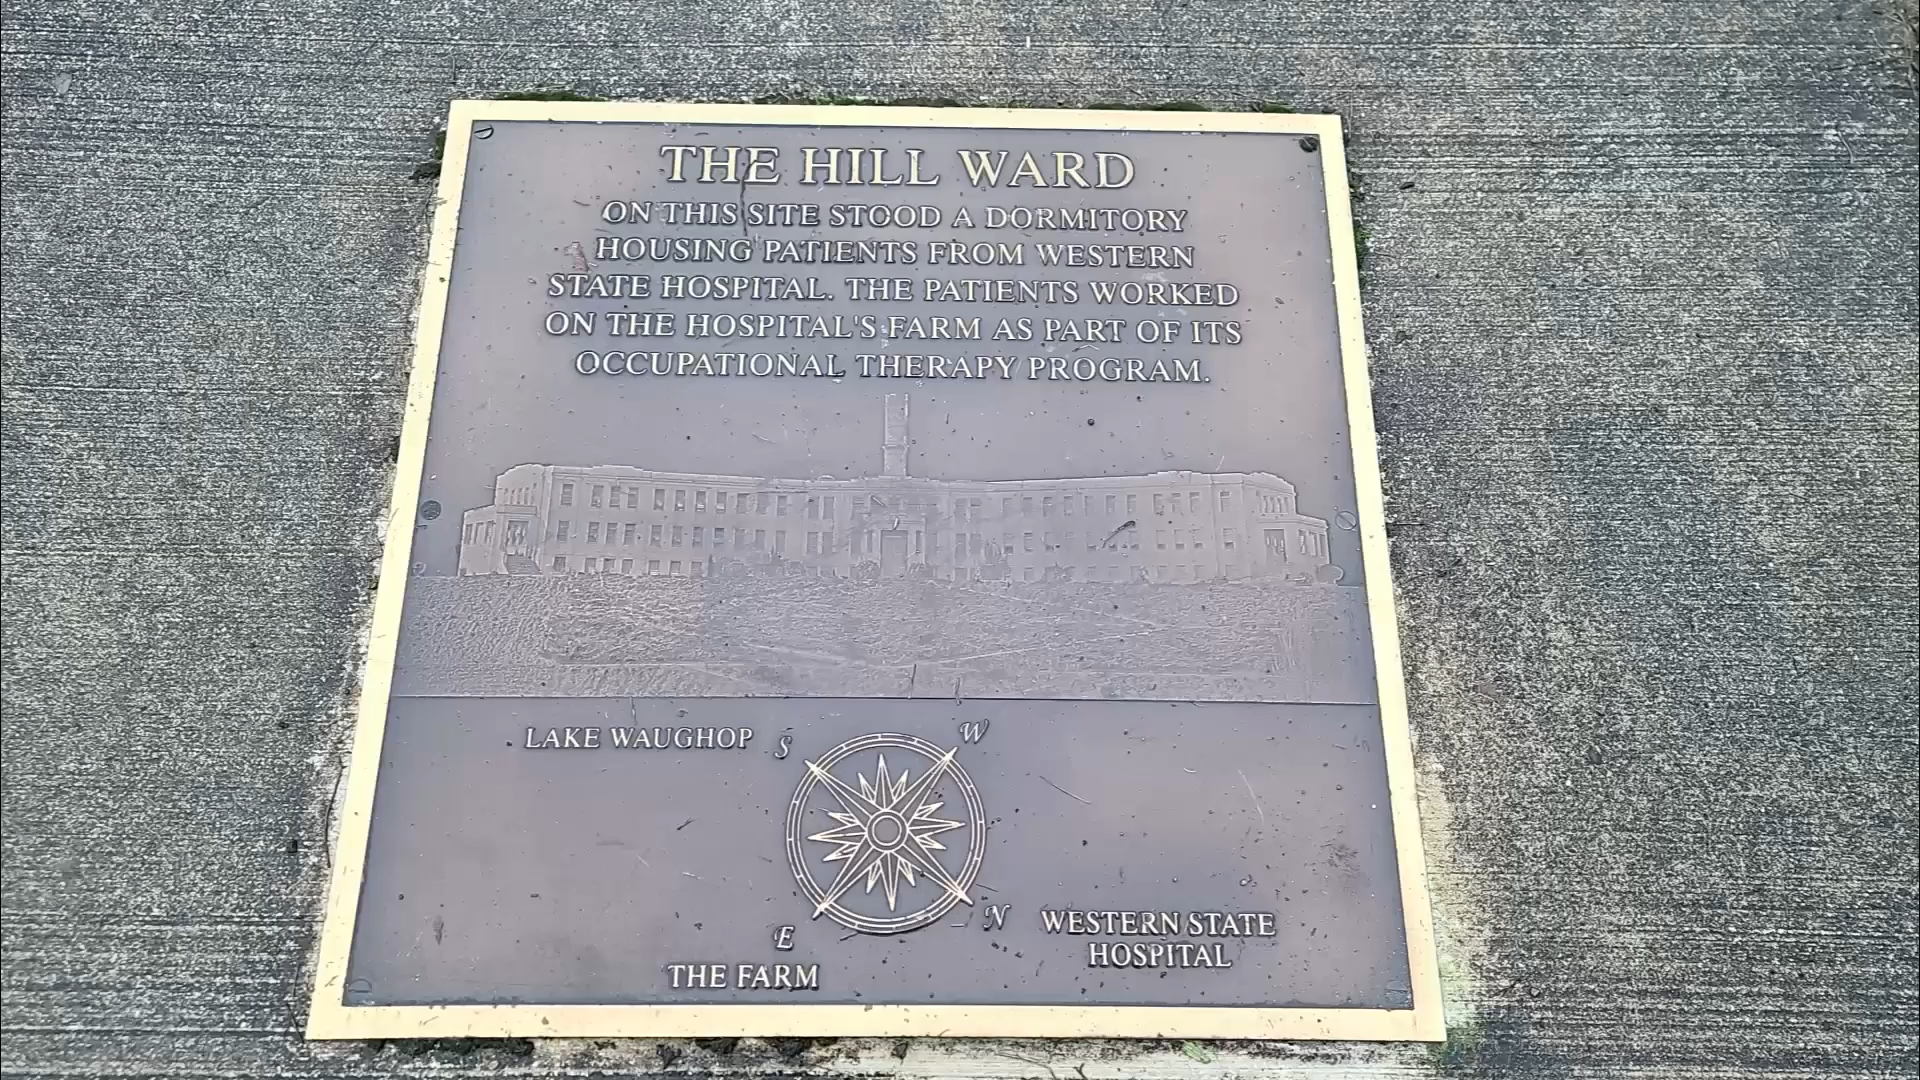 THE HILL WARD
ON THIS SITE STOOD A DORMITORY
HOUSING PATIENTS FROM WESTERN
STATE HOSPITAL. THE PATIENTS WORKED
ON THE HOSPITAL'S FARM AS PART OF ITS
OCCUPATIONAL THERAPY PROGRAM.
LAKE WAUGHOP S W
E N WESTERN STATE
HOSPITAL
THE FARM